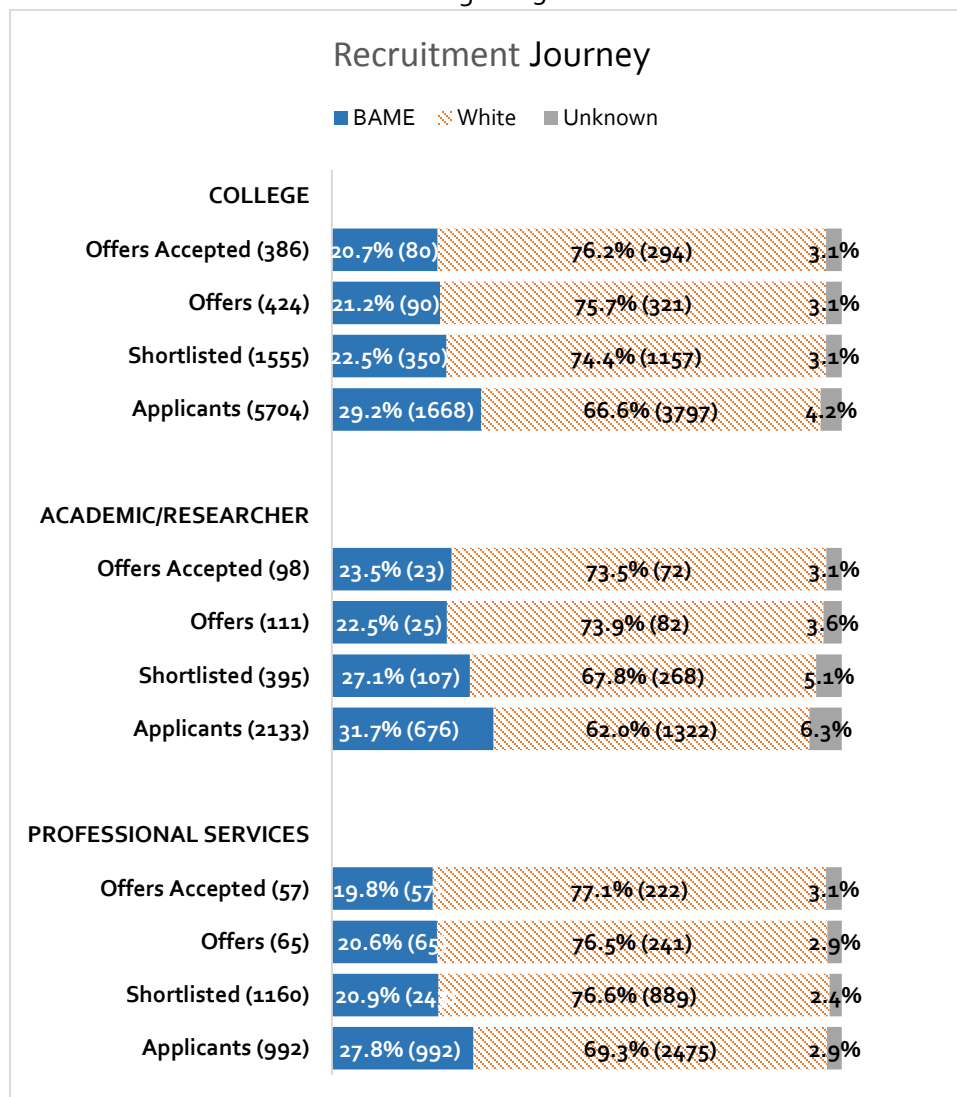 Recruitment Journey
BAME White Unknown
COLLEGE
Offers Accepted (386) 20.7% (80) 76.2% (294) 3.1%
Offers (424) 21.2% (90) 75.7% (321) 3.1%
Shortlisted (1555) 22.5% (350) 74.4% (1157) 3.1%
Applicants (5704) 29.2% (1668) 66.6% (3797) 4.2%
ACADEMIC/RESEARCHER
Offers Accepted (98) 23.5% (23) 73.5% (72) 3.1%
Offers (111) 22.5% (25) 73.9% (82) 3.6%
Shortlisted (395) 27.1% (107) 67.8% (268) 5.1%
Applicants (2133) 31.7% (676) 62.0% (1322) 6.3%
PROFESSIONAL SERVICES
Offers Accepted (57) 19.8% (57) 77.1% (222) 3.1%
Offers (65) 20.6% (65) 76.5% (241) 2.9%
Shortlisted (1160) 20.9% 76.6% (889) 2.4%
Applicants (992) 27.8% (992) 69.3% (2475) 2.9%